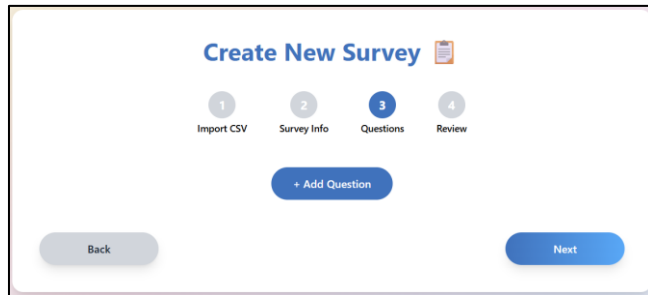 Create New Survey
1 2 3 4
Import CSV Survey Info Questions Review
+ Add Question
Back Next